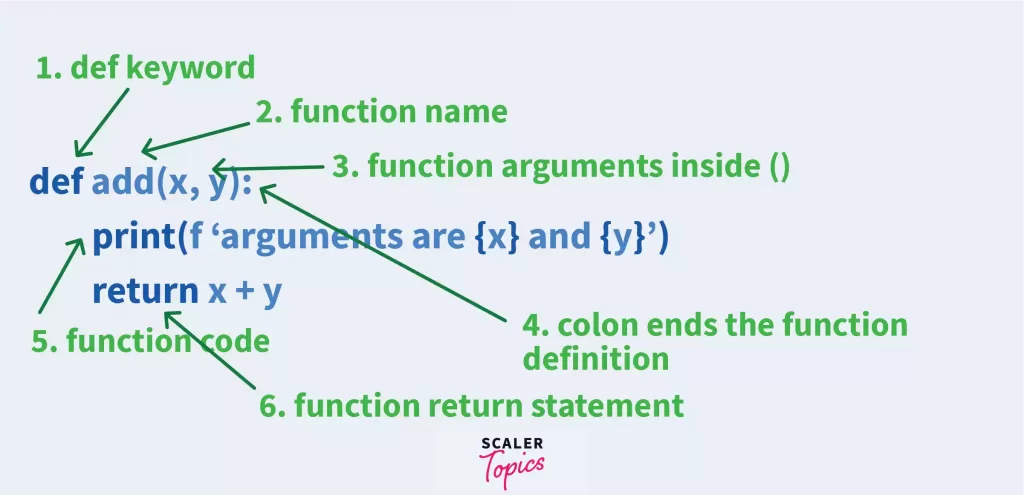 1. def keyword
2. function name
3. function arguments inside ()
def add(x, y):
print(f ‘arguments are {x} and {y}’)
return x + y
4. colon ends the function
definition
5. function code
6. function return statement
SCALER
Topics